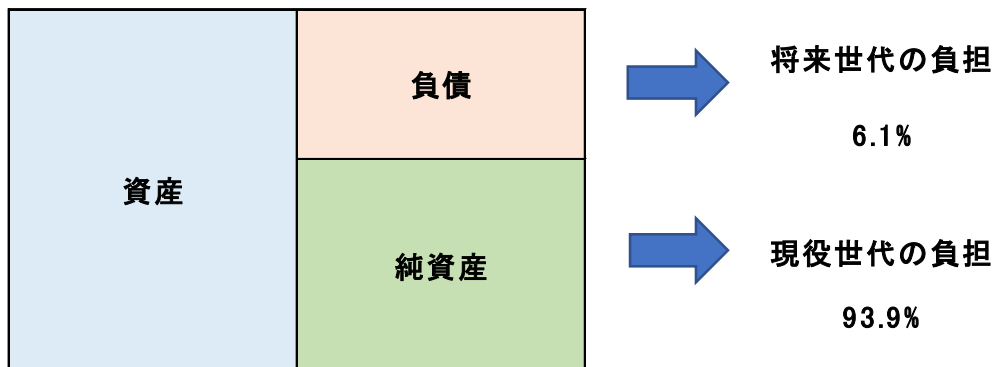 資産
負債
純資産
将来世代の負担
6.1%
現役世代の負担
93.9%